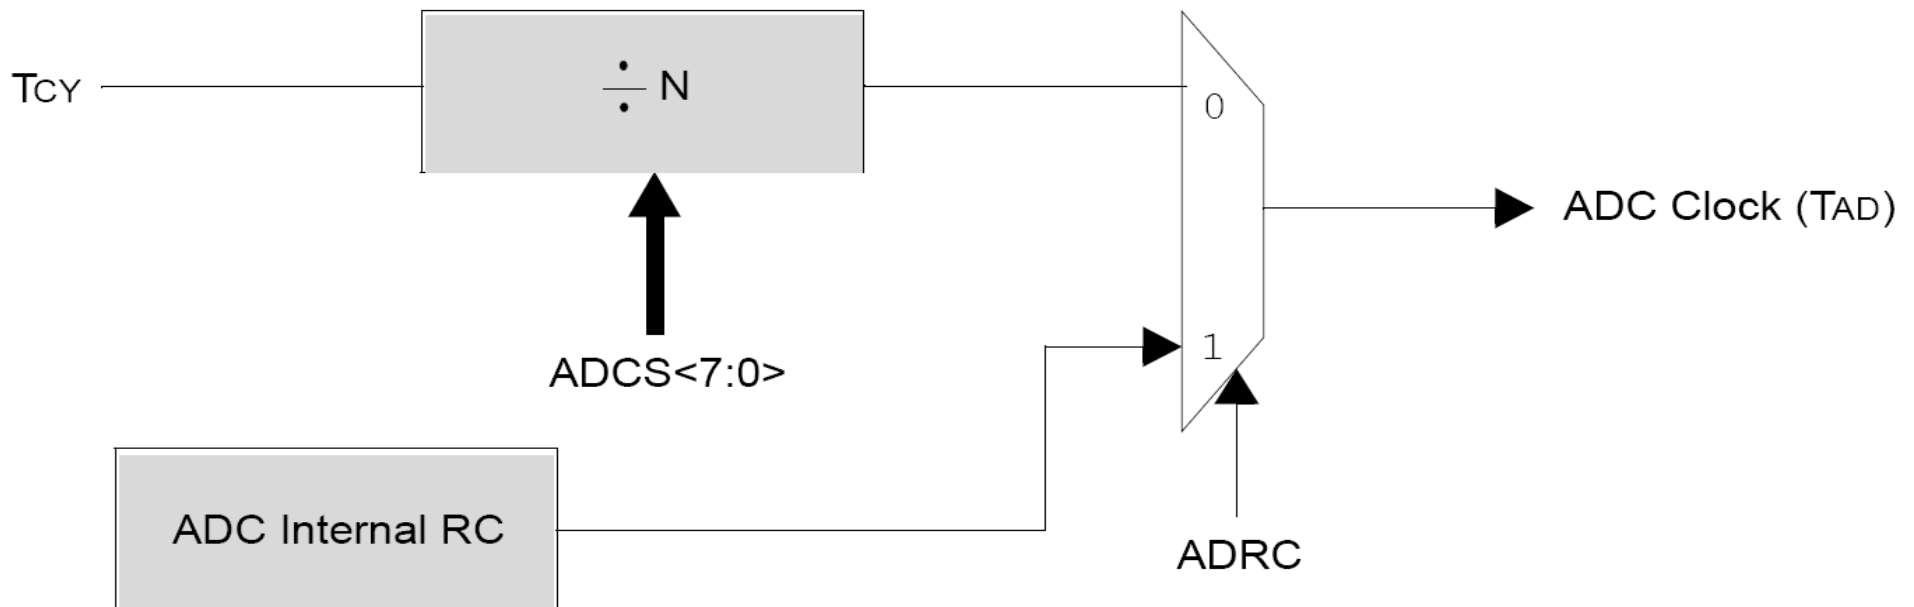 TCY
÷ N
0
ADC Clock (TAD)
1
ADCS<7:0>
ADC Internal RC
ADRC